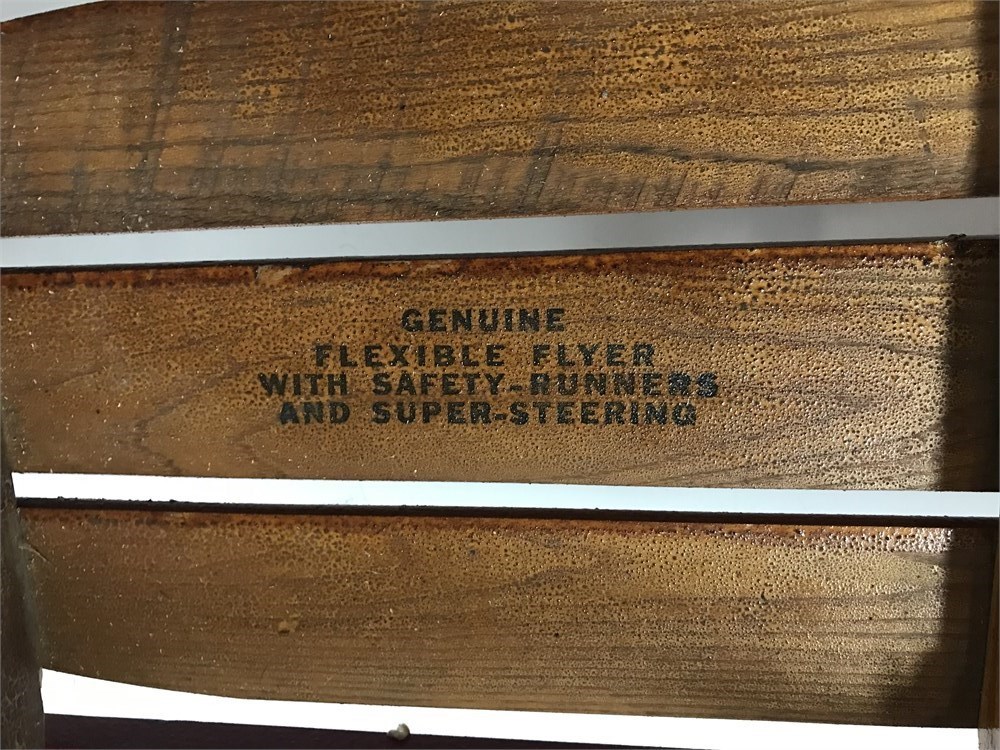 GENUINE
FLEXIBLE FLYER
WITH SAFETY-RUNNERS
AND SUPER-STEERING